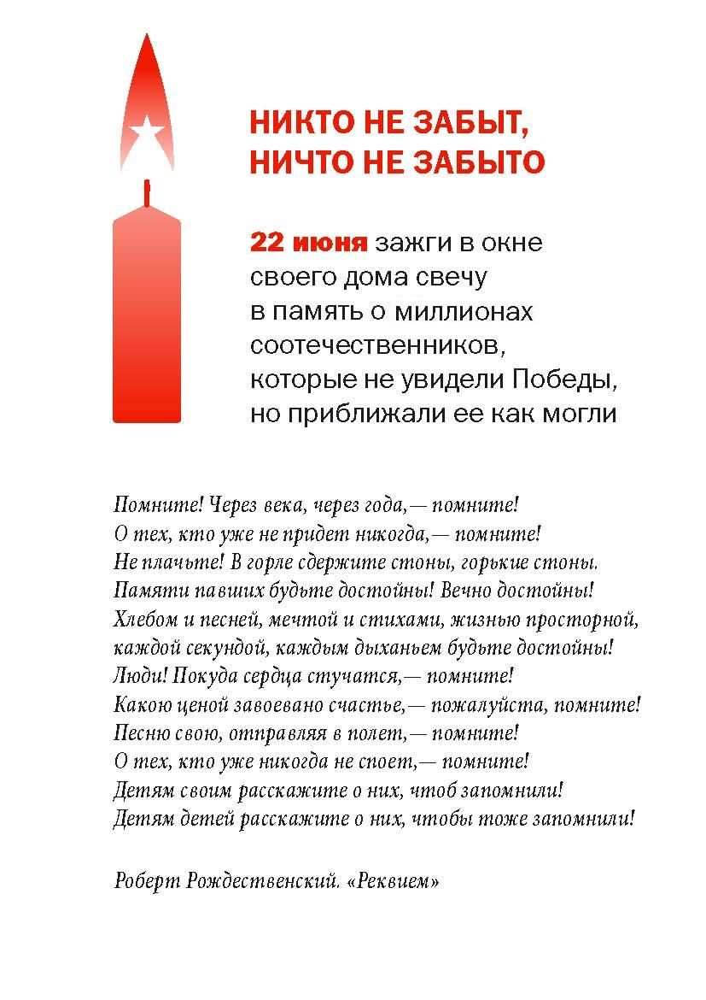 НИКТО НЕ ЗАБЫТ,
НИЧТО НЕ ЗАБЫТО
22 июня зажги в окне
своего дома свечу
в память о миллионах
соотечественников,
которые не увидели Победы,
но приближали ее как могли
Помните! Через века, через года,— помните!
О тех, кто уже не придет никогда,— помните!
Не плачьте! В горле сдержите стоны, горькие стоны.
Памяти павших будьте достойны! Вечно достойны!
Хлебом и песней, мечтой и стихами, жизнью просторной,
каждой секундой, каждым дыханьем будьте достойны!
Люди! Покуда сердца стучатся,— помните!
Какою ценой завоевано счастье,— пожалуйста, помните!
Песню свою, отправляя в полет,— помните!
О тех, кто уже никогда не споет,— помните!
Детям своим расскажите о них, чтоб запомнили!
Детям детей расскажите о них, чтобы тоже запомнили!
Роберт Рождественский. «Реквием»